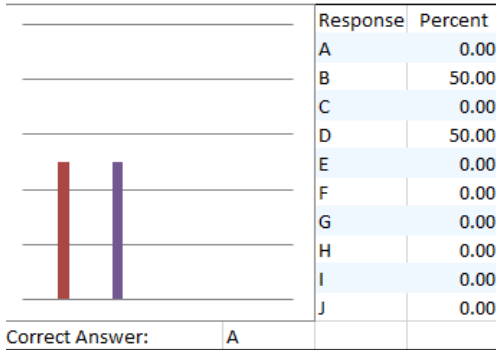 Response Percent
A 0.00
B 50.00
C 0.00
D 50.00
E 0.00
F 0.00
G 0.00
H 0.00
I 0.00
J 0.00
Correct Answer: A